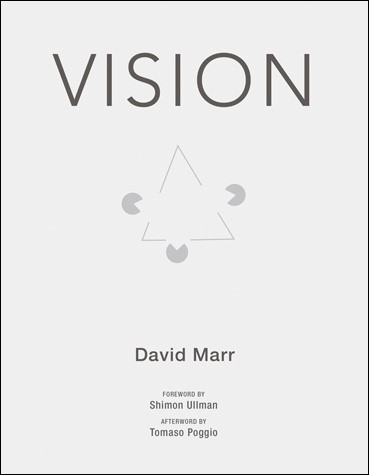 VISION
David Marr
FOREWORD BY
Shimon Ullman
AFTERWORD BY
Tomaso Poggio